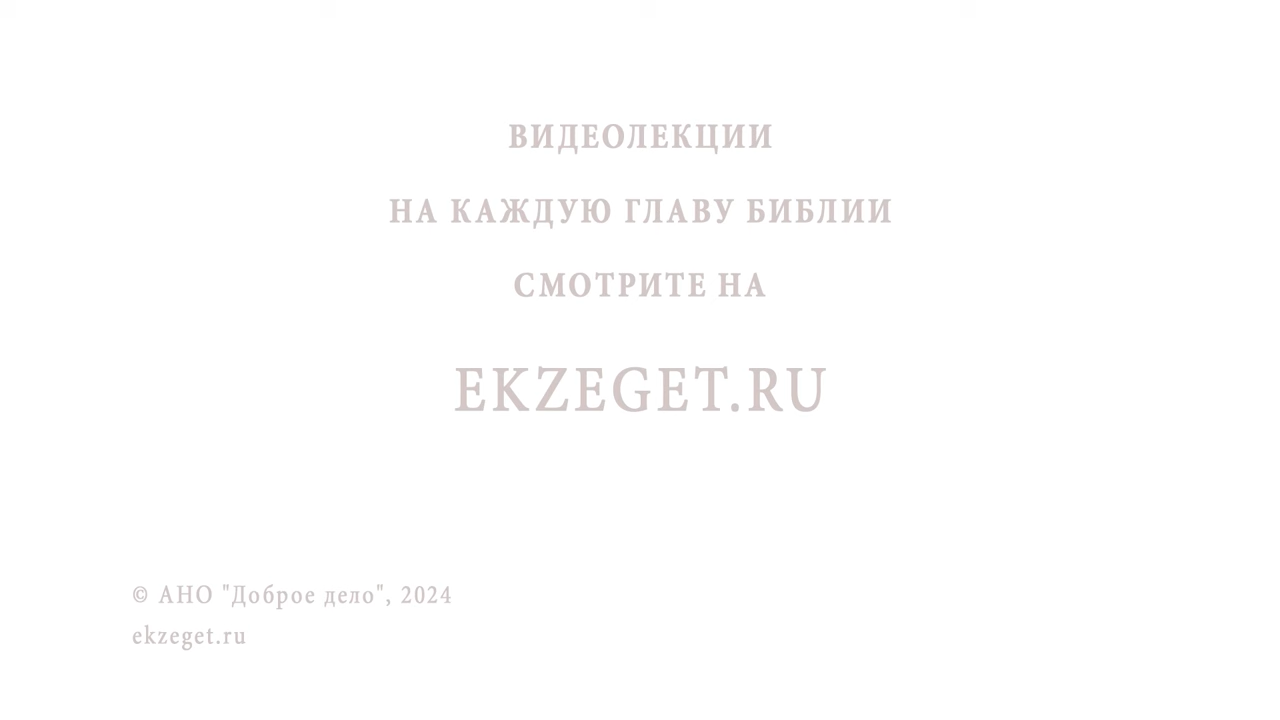 ВИДЕОЛЕКЦИИ
НА КАЖДУЮ ГЛАВУ БИБЛИИ
СМОТРИТЕ НА
EKZEGET.RU
© АНО "Доброе дело", 2024
ekzeget.ru